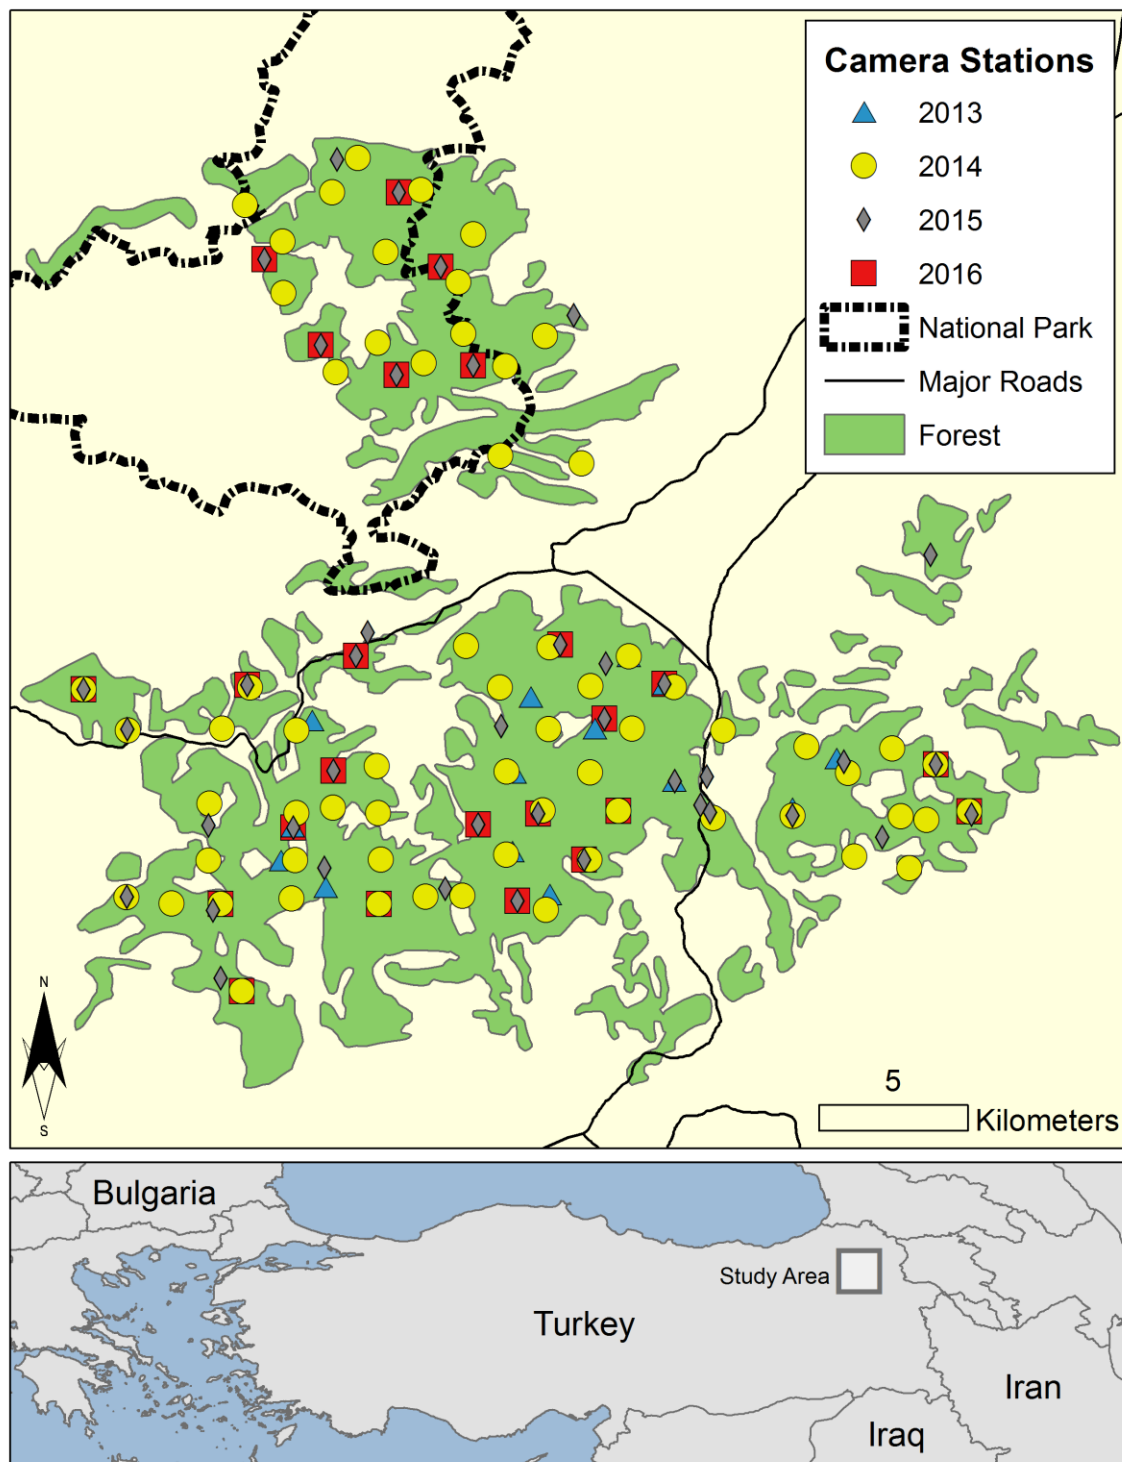 Camera Stations
2013
2014
2015
2016
National Park
Major Roads
Forest
N
S
5
Kilometers
Bulgaria
Study Area
Turkey
Iran
Iraq